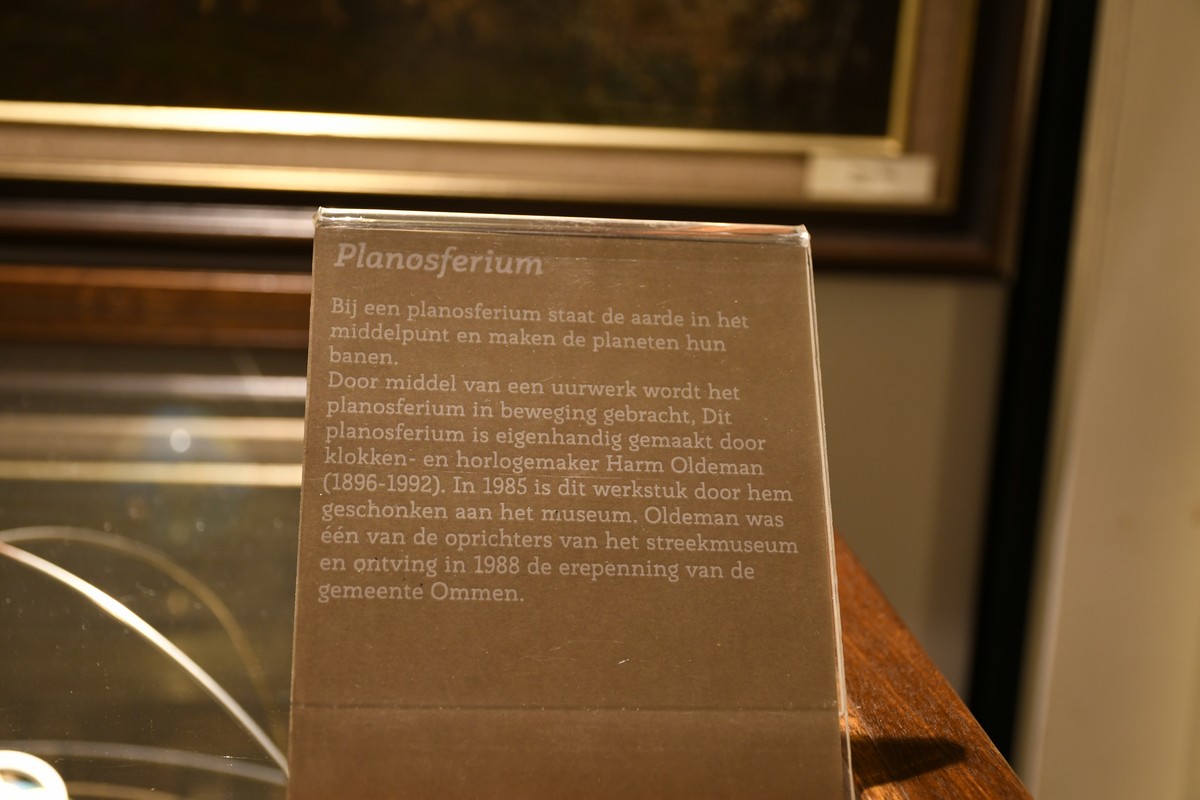 Planosferium
Bij een planosferium staat de aarde in het
middelpunt en maken de planeten hun
banen.
Door middel van een uurwerk wordt het
planosferium in beweging gebracht, Dit
planosferium is eigenhandig gemaakt door
klokken- en horlogemaker Harm Oldeman
(1896-1992). In 1985 is dit werkstuk door hem
geschonken aan het museum. Oldeman was
één van de oprichters van het streekmuseum
en ontving in 1988 de erepenning van de
gemeente Ommen.